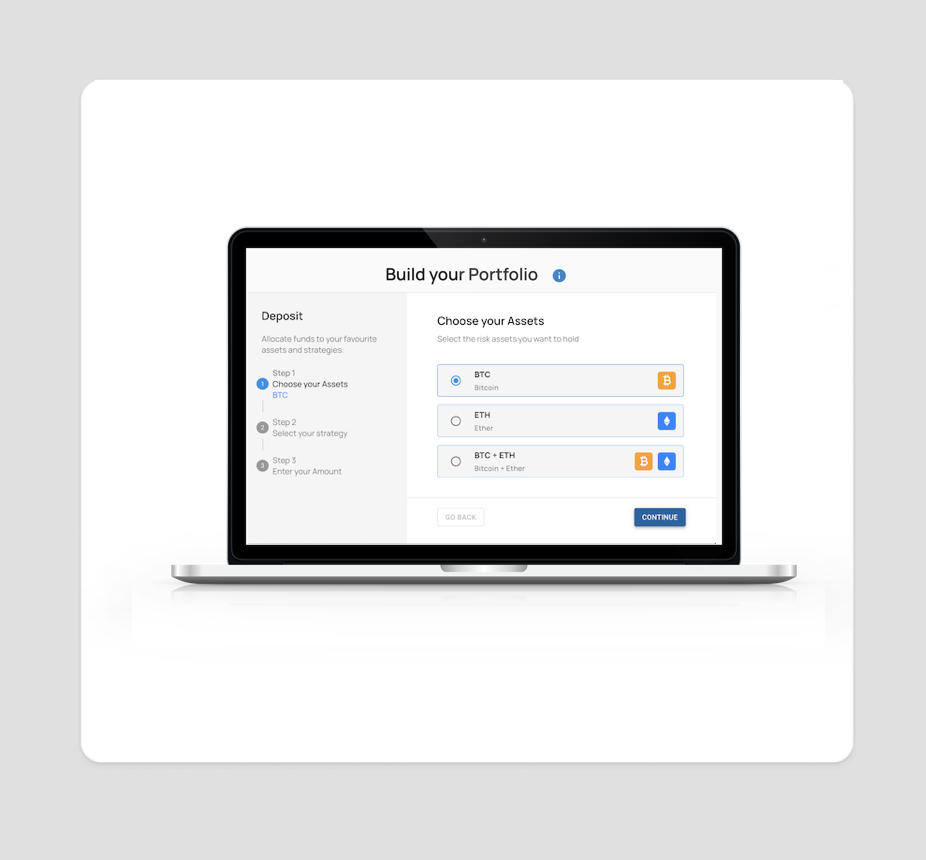 Build your Portfolio
Deposit
Allocate funds to your favourite
assets and strategies.
Step 1
1
Choose your Assets
BTC
Step 2
2
Select your strategy
Step 3
3
Enter your Amount
Choose your Assets
Select the risk assets you want to hold
BTC
Bitcoin
ETH
Ether
BTC + ETH
Bitcoin + Ether
GO BACK
CONTINUE